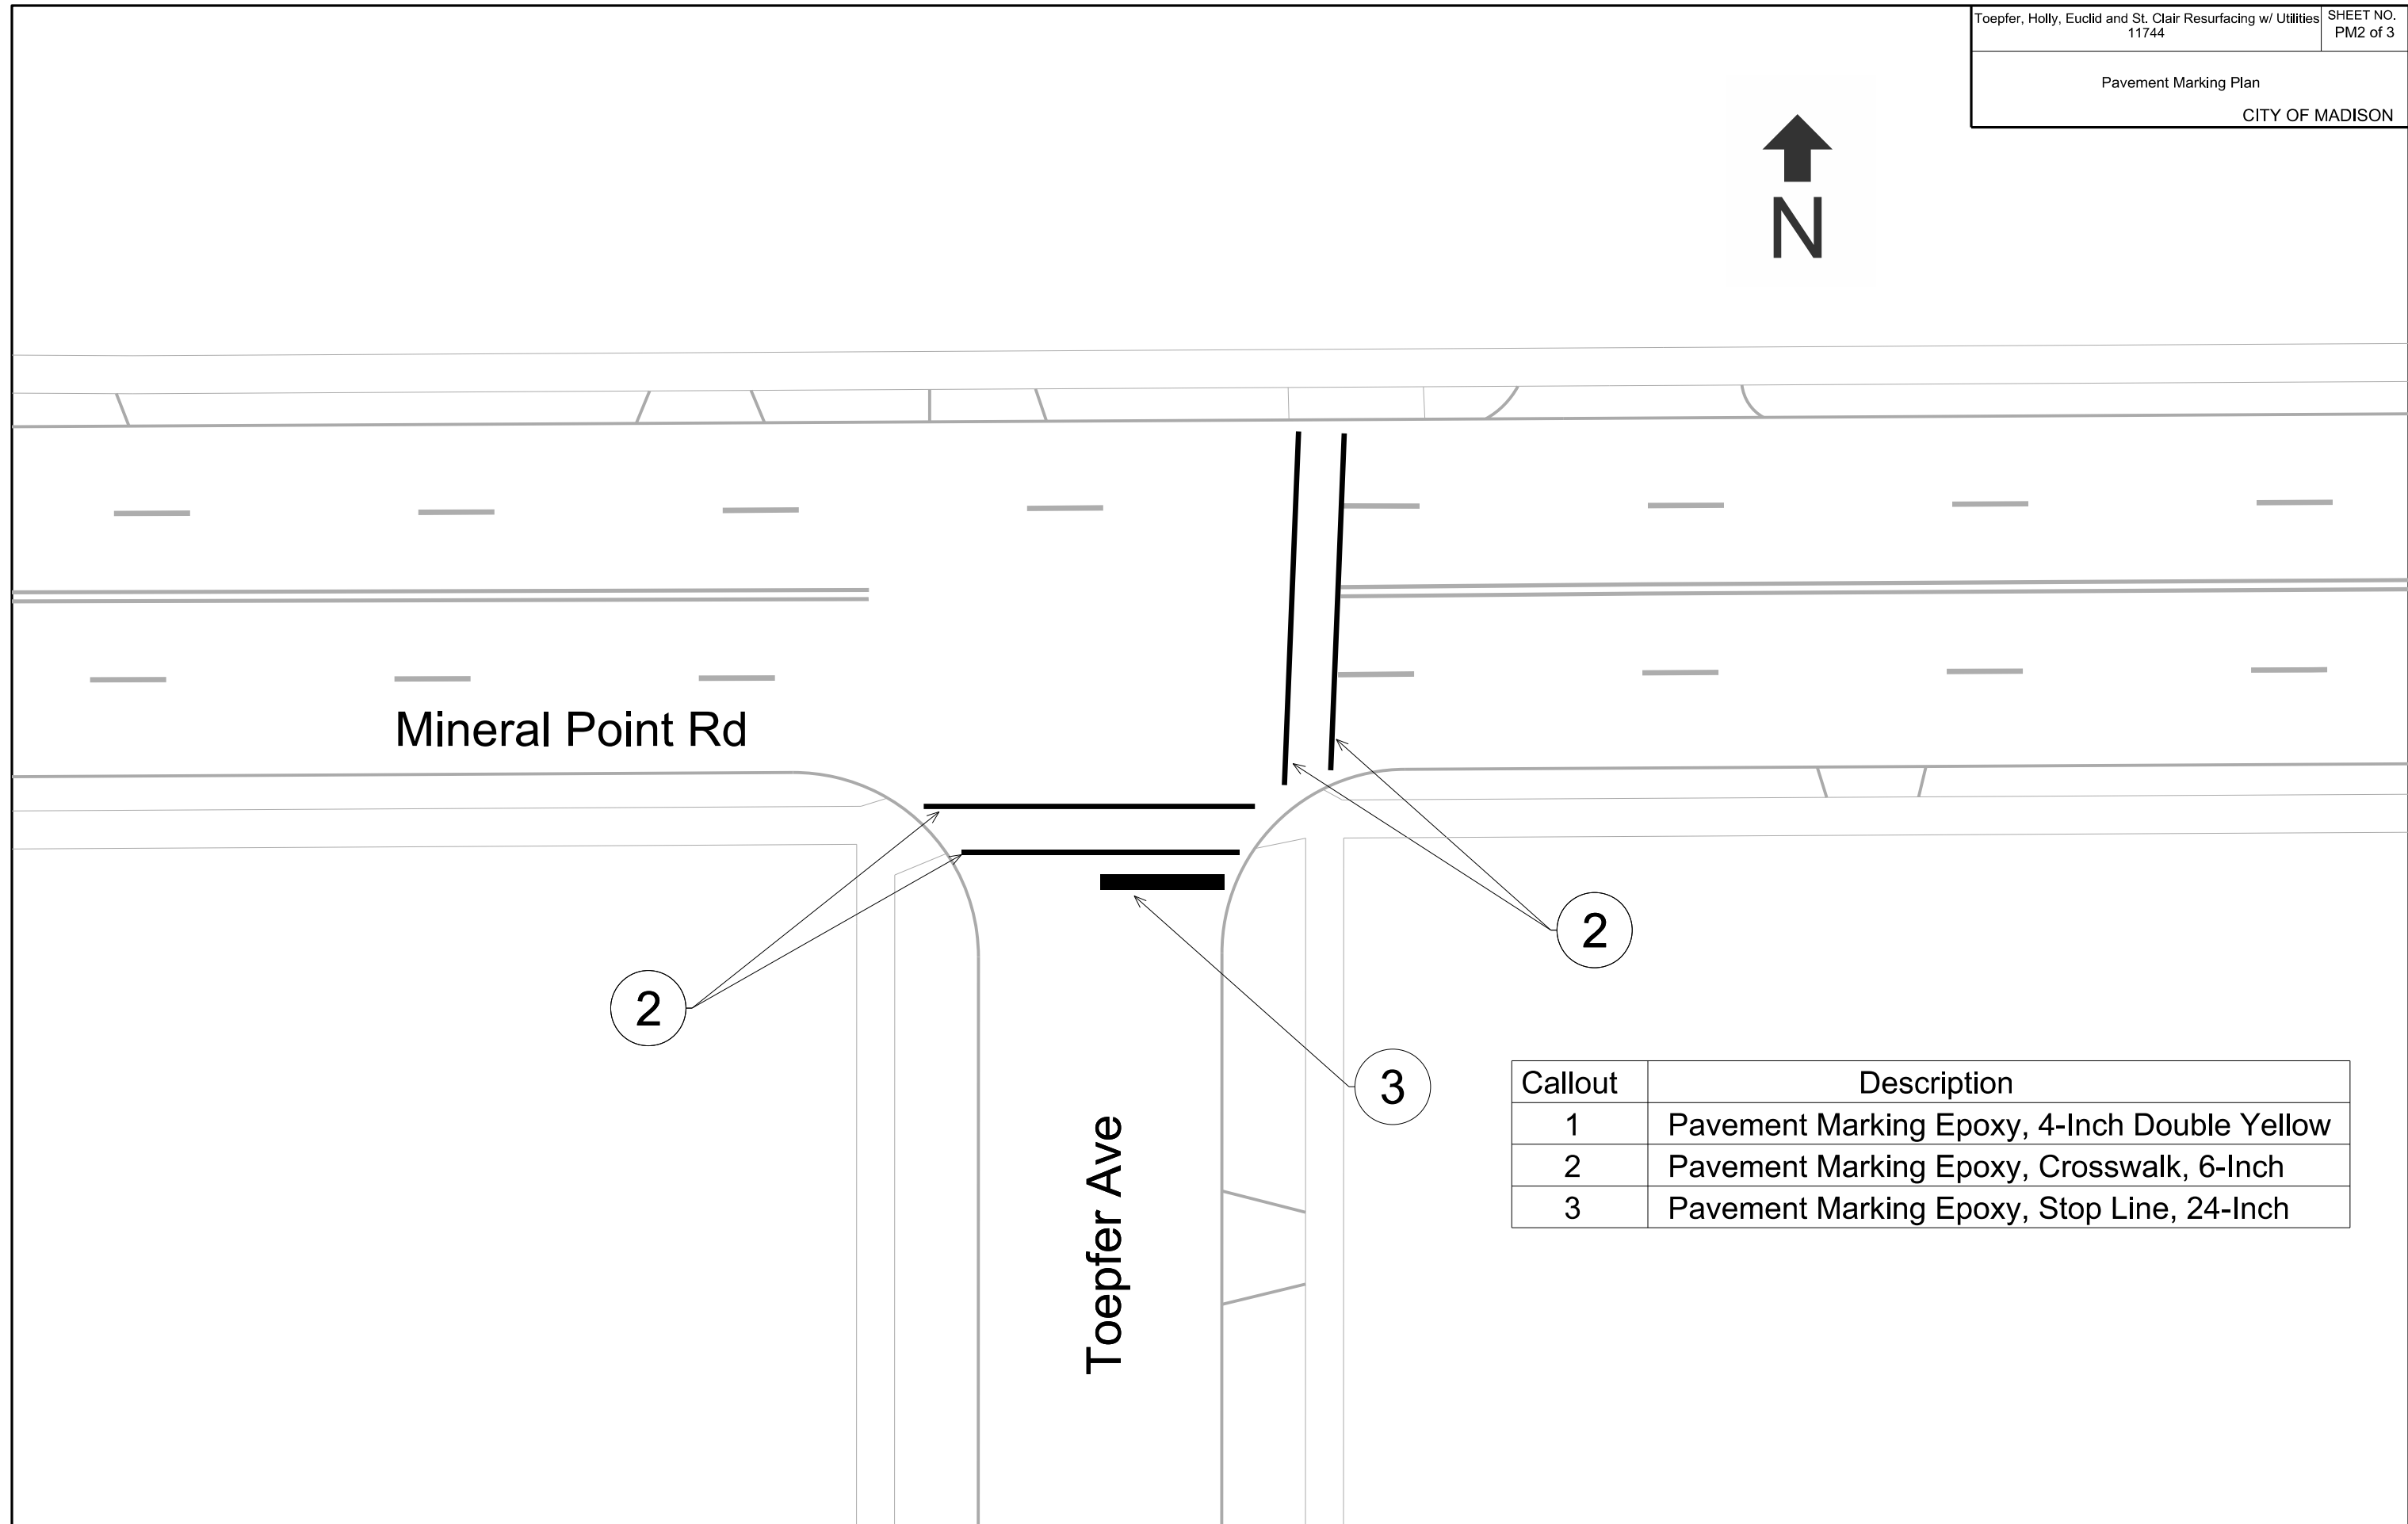 Toepfer, Holly, Euclid and St. Clair Resurfacing w/ Utilities
11744
SHEET NO.
PM2 of 3
Pavement Marking Plan
CITY OF MADISON
N
Mineral Point Rd
2
2
3
Toepfer Ave
Callout Description
1 Pavement Marking Epoxy, 4-Inch Double Yellow
2 Pavement Marking Epoxy, Crosswalk, 6-Inch
3 Pavement Marking Epoxy, Stop Line, 24-Inch